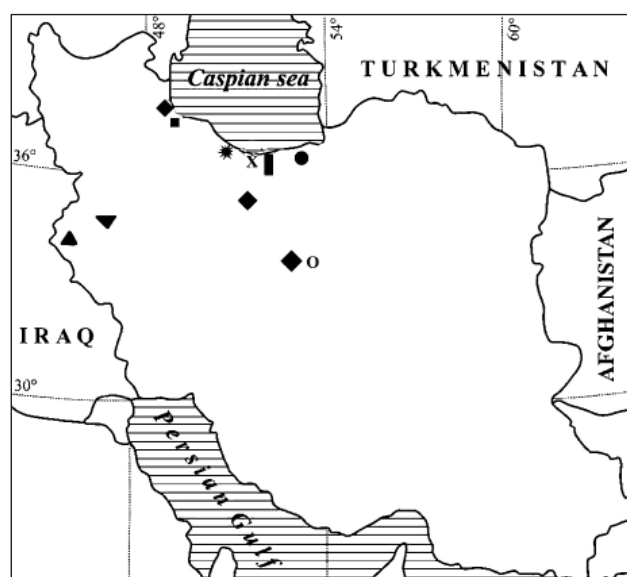 48°
54°
60°
Caspian sea
TURKMENISTAN
36°
X
O
IRAQ
AFGHANISTAN
30°
Persian Gulf